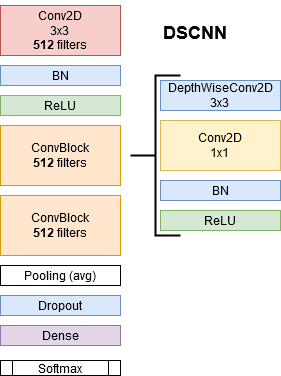 DSCNN
Conv2D
3x3
512 filters
BN
ReLU
ConvBlock
512 filters
ConvBlock
512 filters
Pooling (avg)
Dropout
Dense
Softmax
DepthWiseConv2D
3x3
Conv2D
1x1
BN
ReLU